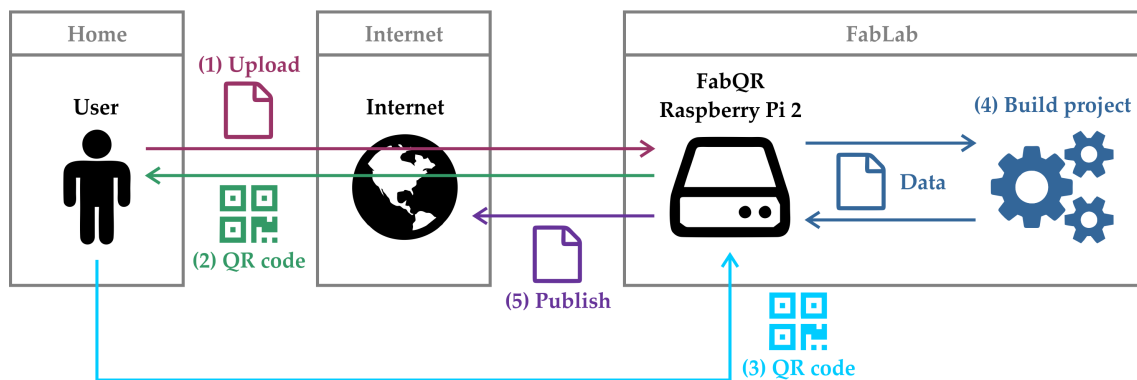 Home
Internet
FabLab
(1) Upload
User
Internet
FabQR
Raspberry Pi 2
(4) Build project
Data
(2) QR code
(5) Publish
(3) QR code